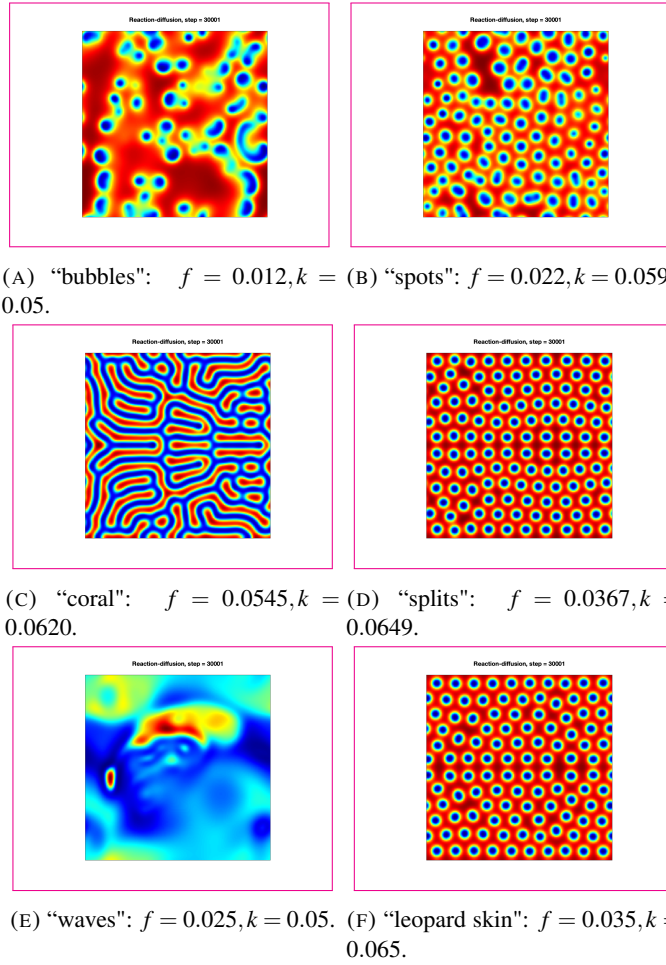 Reaction-diffusion, step = 30001
Reaction-diffusion, step = 30001
(A) “bubbles": f = 0.012, k = 0.05.
(B) “spots": f = 0.022, k = 0.059
Reaction-diffusion, step = 30001
Reaction-diffusion, step = 30001
(C) “coral": f = 0.0545, k = 0.0620.
(D) “splits": f = 0.0367, k = 0.0649.
Reaction-diffusion, step = 30001
Reaction-diffusion, step = 30001
(E) “waves": f = 0.025, k = 0.05.
(F) “leopard skin": f = 0.035, k = 0.065.